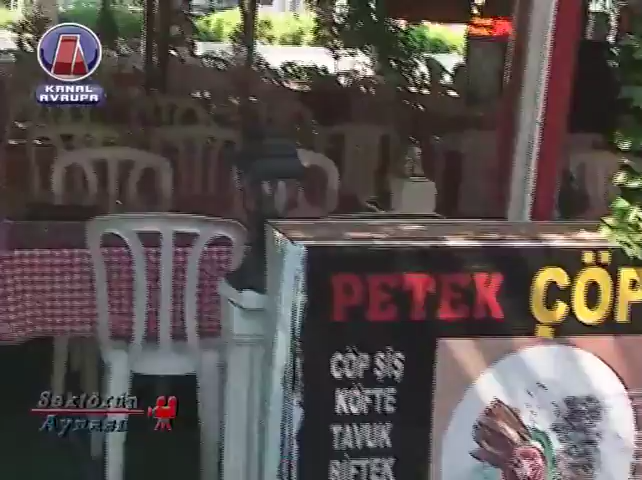 KANAL
AVRUPA
PETEK ÇÖP
ÇÖP ŞİŞ
KÖFTE
TAVUK
BİFTEK
Sektörün
Aynası